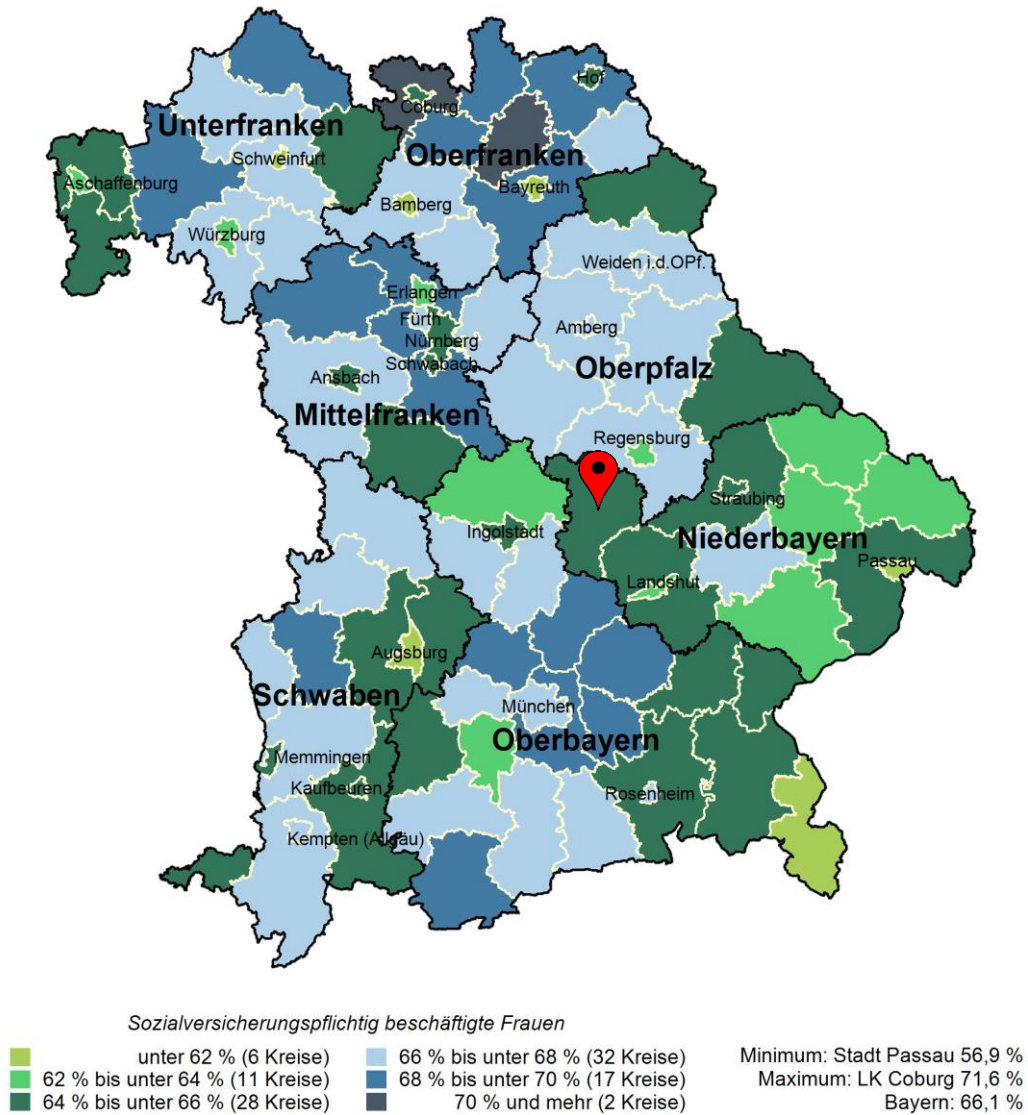 Hof
Coburg
Unterfranken
Oberfranken
Schweinfurt
Aschaffenburg
Bayreuth
Bamberg
Würzburg
Weiden i.d.OPf.
Erlangen
Fürth
Amberg
Nürnberg
Schwabach
Oberpfalz
Ansbach
Mittelfranken
Regensburg
Straubing
Ingolstadt
Niederbayern
Passau
Landshut
Augsburg
Schwaben
München
Oberbayern
Memmingen
Kaufbeuren
Rosenheim
Kempten (Allgäu)
Sozialversicherungspflichtig beschäftigte Frauen
unter 62 % (6 Kreise)
62 % bis unter 64 % (11 Kreise)
64 % bis unter 66 % (28 Kreise)
66 % bis unter 68 % (32 Kreise)
68 % bis unter 70 % (17 Kreise)
70 % und mehr (2 Kreise)
Minimum: Stadt Passau 56,9 %
Maximum: LK Coburg 71,6 %
Bayern: 66,1 %